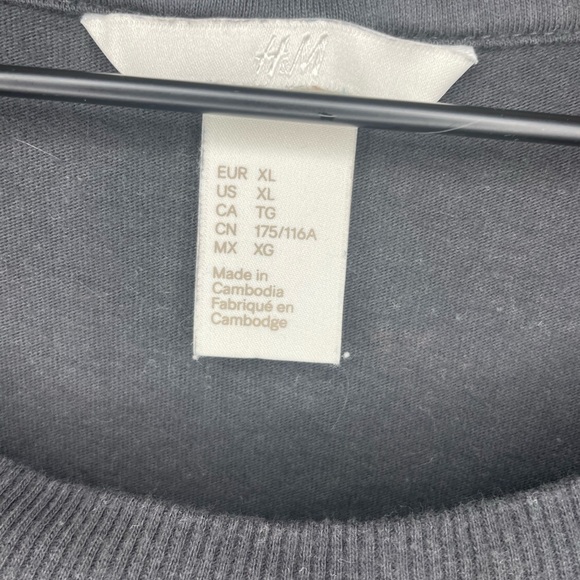 H&M
EUR XL
US XL
CA TG
CN 175/116A
MX XG
Made in
Cambodia
Fabriqué en
Cambodge